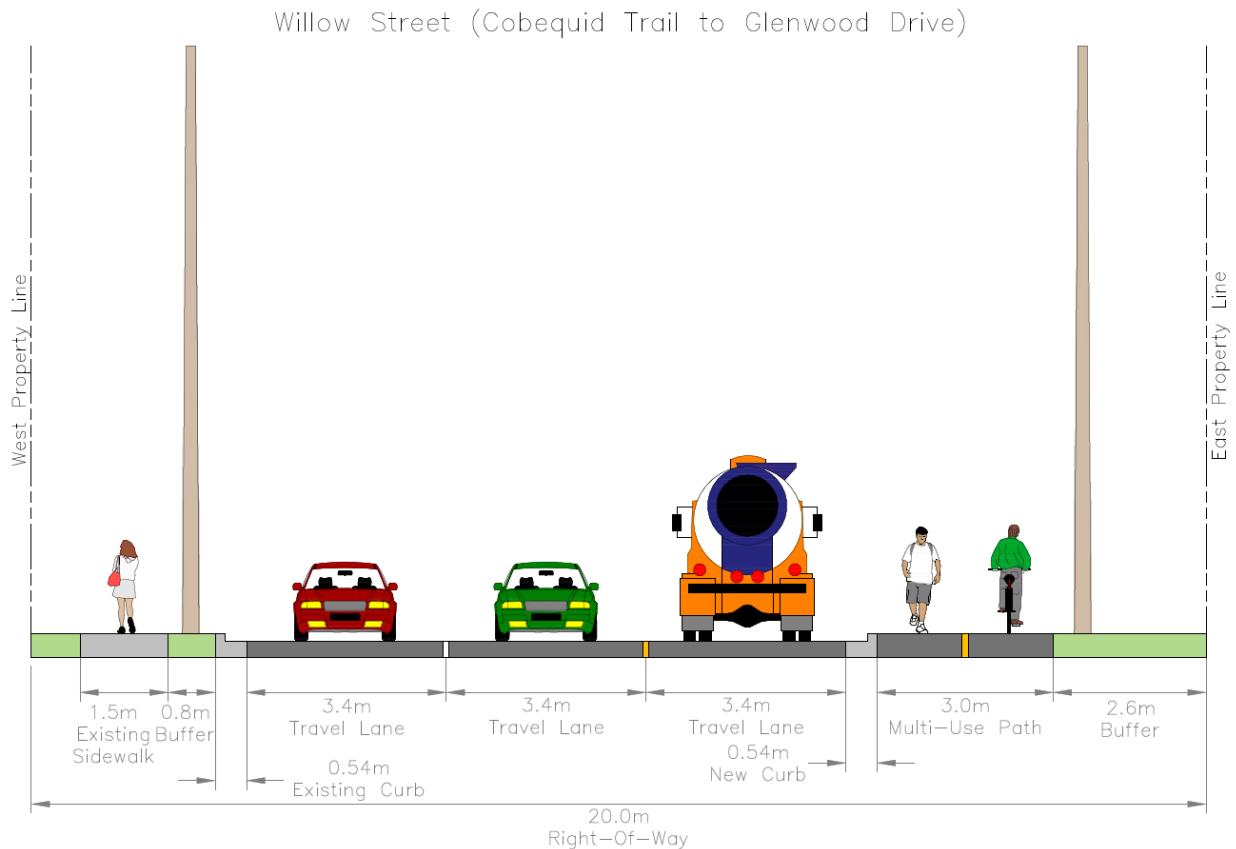 Willow Street (Cobequid Trail to Glenwood Drive)
West Property Line
East Property Line
1.5m
Existing
Sidewalk
0.8m
Buffer
3.4m
Travel Lane
3.4m
Travel Lane
3.4m
Travel Lane
3.0m
Multi-Use Path
2.6m
Buffer
0.54m
Existing Curb
0.54m
New Curb
20.0m
Right-Of-Way